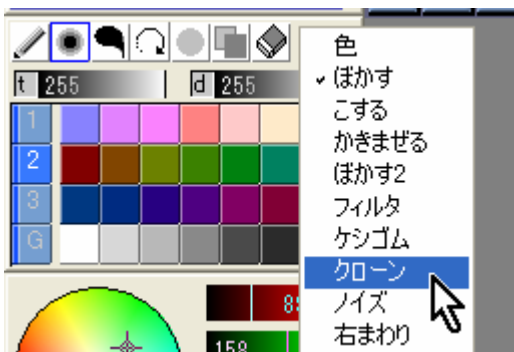 t 255
d 255
1
2
3
G
158
色
ぼかす
こする
かきまぜる
ぼかす2
フィルタ
ケシゴム
クローン
ノイズ
右まわり